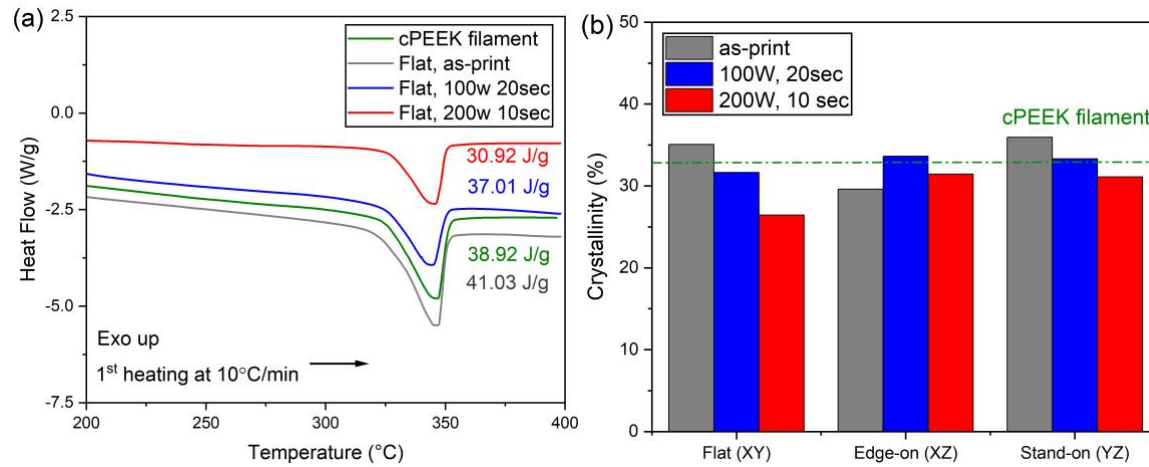 (a)
2.5
0.0
-2.5
-5.0
-7.5
Heat Flow (W/g)
cPEEK filament
Flat, as-print
Flat, 100w 20sec
Flat, 200w 10sec
30.92 J/g
37.01 J/g
38.92 J/g
41.03 J/g
Exo up
1st heating at 10°C/min
200 250 300 350 400
Temperature (°C)
(b)
50
40
30
20
10
0
Crystallinity (%)
as-print
100W, 20sec
200W, 10 sec
cPEEK filament
Flat (XY) Edge-on (XZ) Stand-on (YZ)